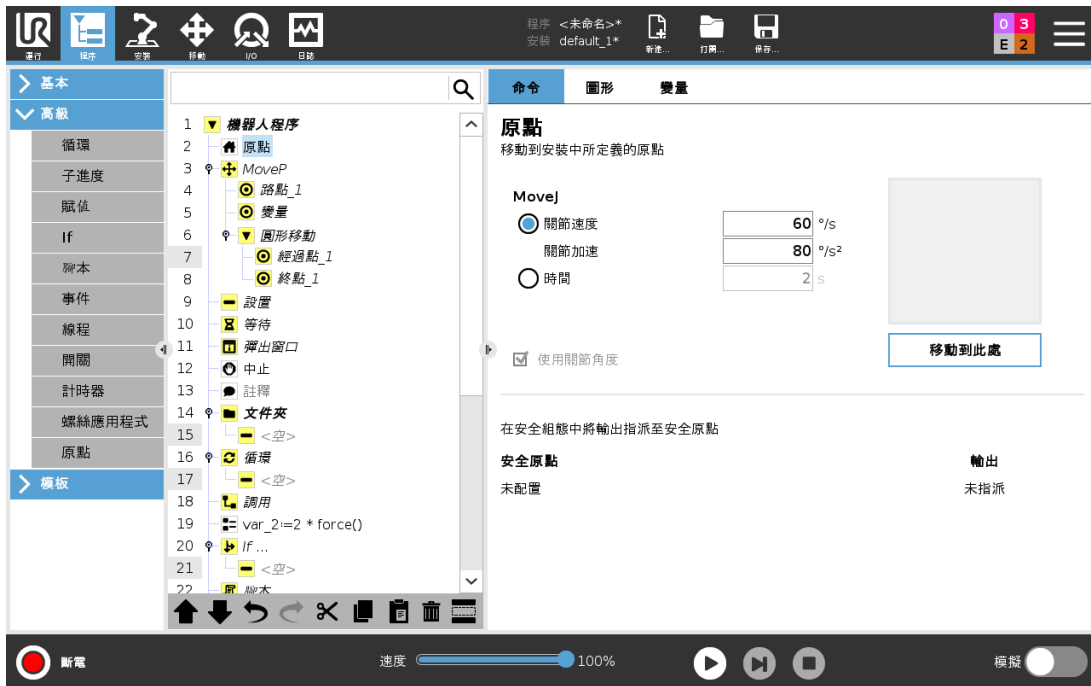 程序 <未命名>*
安裝 default_1*
運行
程序
安裝
移動
I/O
日誌
新建...
打開...
保存...
0 3
E 2
基本
高級
循環
子進度
賦值
If
腳本
事件
線程
開關
計時器
螺絲應用程式
原點
模板
1 機器人程序
2 原點
3 MoveP
4 路點_1
5 變量
6 圓形移動
7 經過點_1
8 終點_1
9 設置
10 等待
11 彈出窗口
12 中止
13 註釋
14 文件夾
15 <空>
16 循環
17 <空>
18 調用
19 var_2:=2 * force()
20 If ...
21 <空>
22 腳本
命令 圖形 變量
原點
移動到安裝中所定義的原點
MoveJ
關節速度 60 °/s
關節加速 80 °/s²
時間 2 s
使用關節角度
移動到此處
在安全組態中將輸出指派至安全原點
安全原點 輸出
未配置 未指派
斷電
速度 100%
模擬